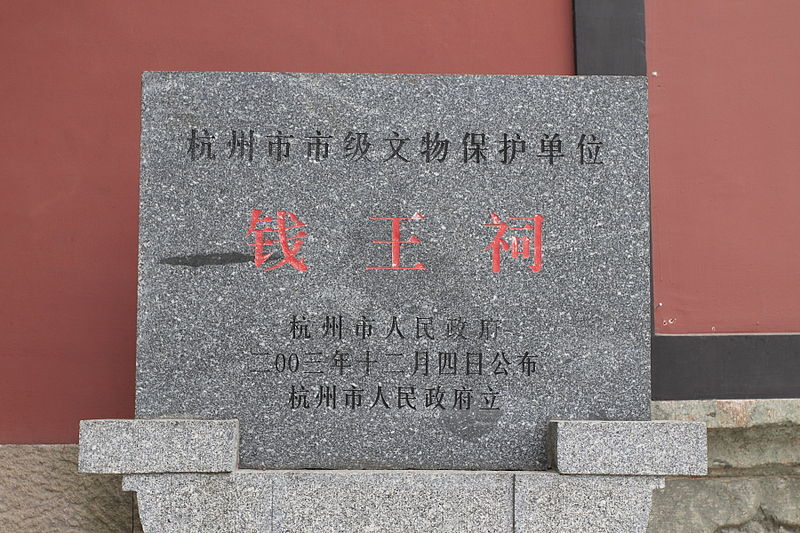 杭州市市级文物保护单位
钱王祠
杭州市人民政府
二00三年十二月四日公布
杭州市人民政府立